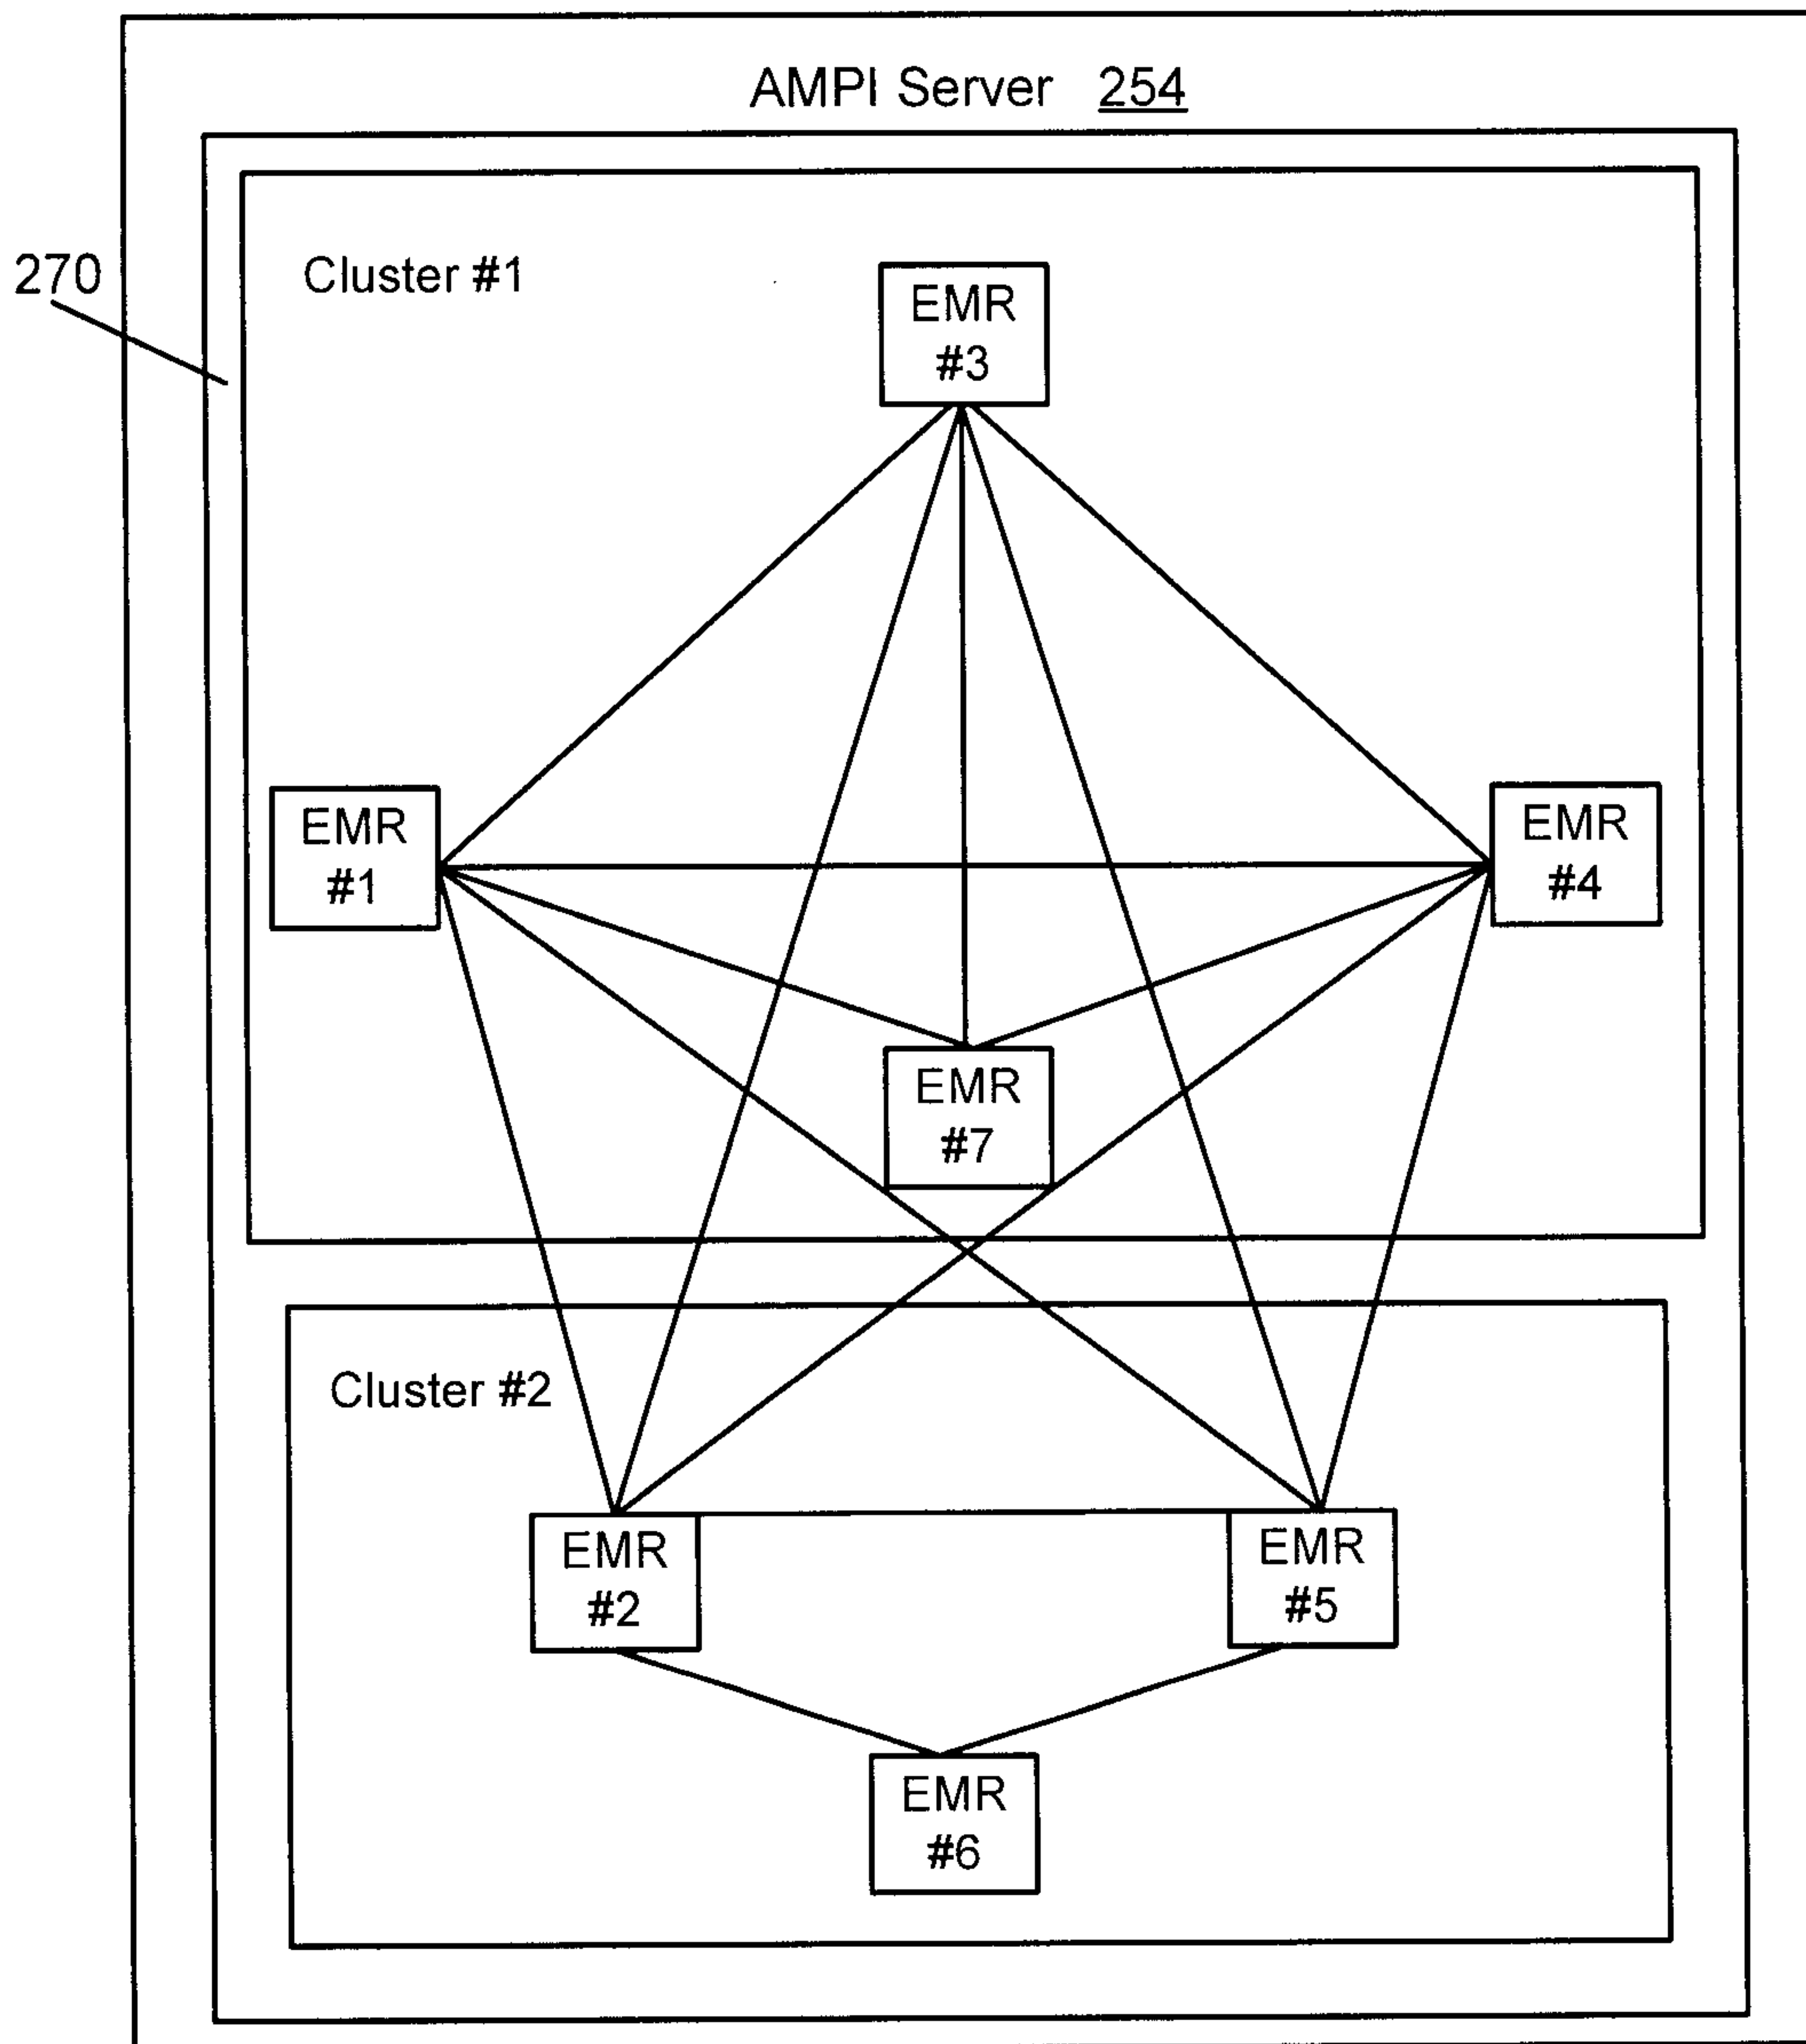 AMPI Server 254
270
Cluster #1
EMR
#3
EMR
#1
EMR
#4
EMR
#7
Cluster #2
EMR
#2
EMR
#5
EMR
#6